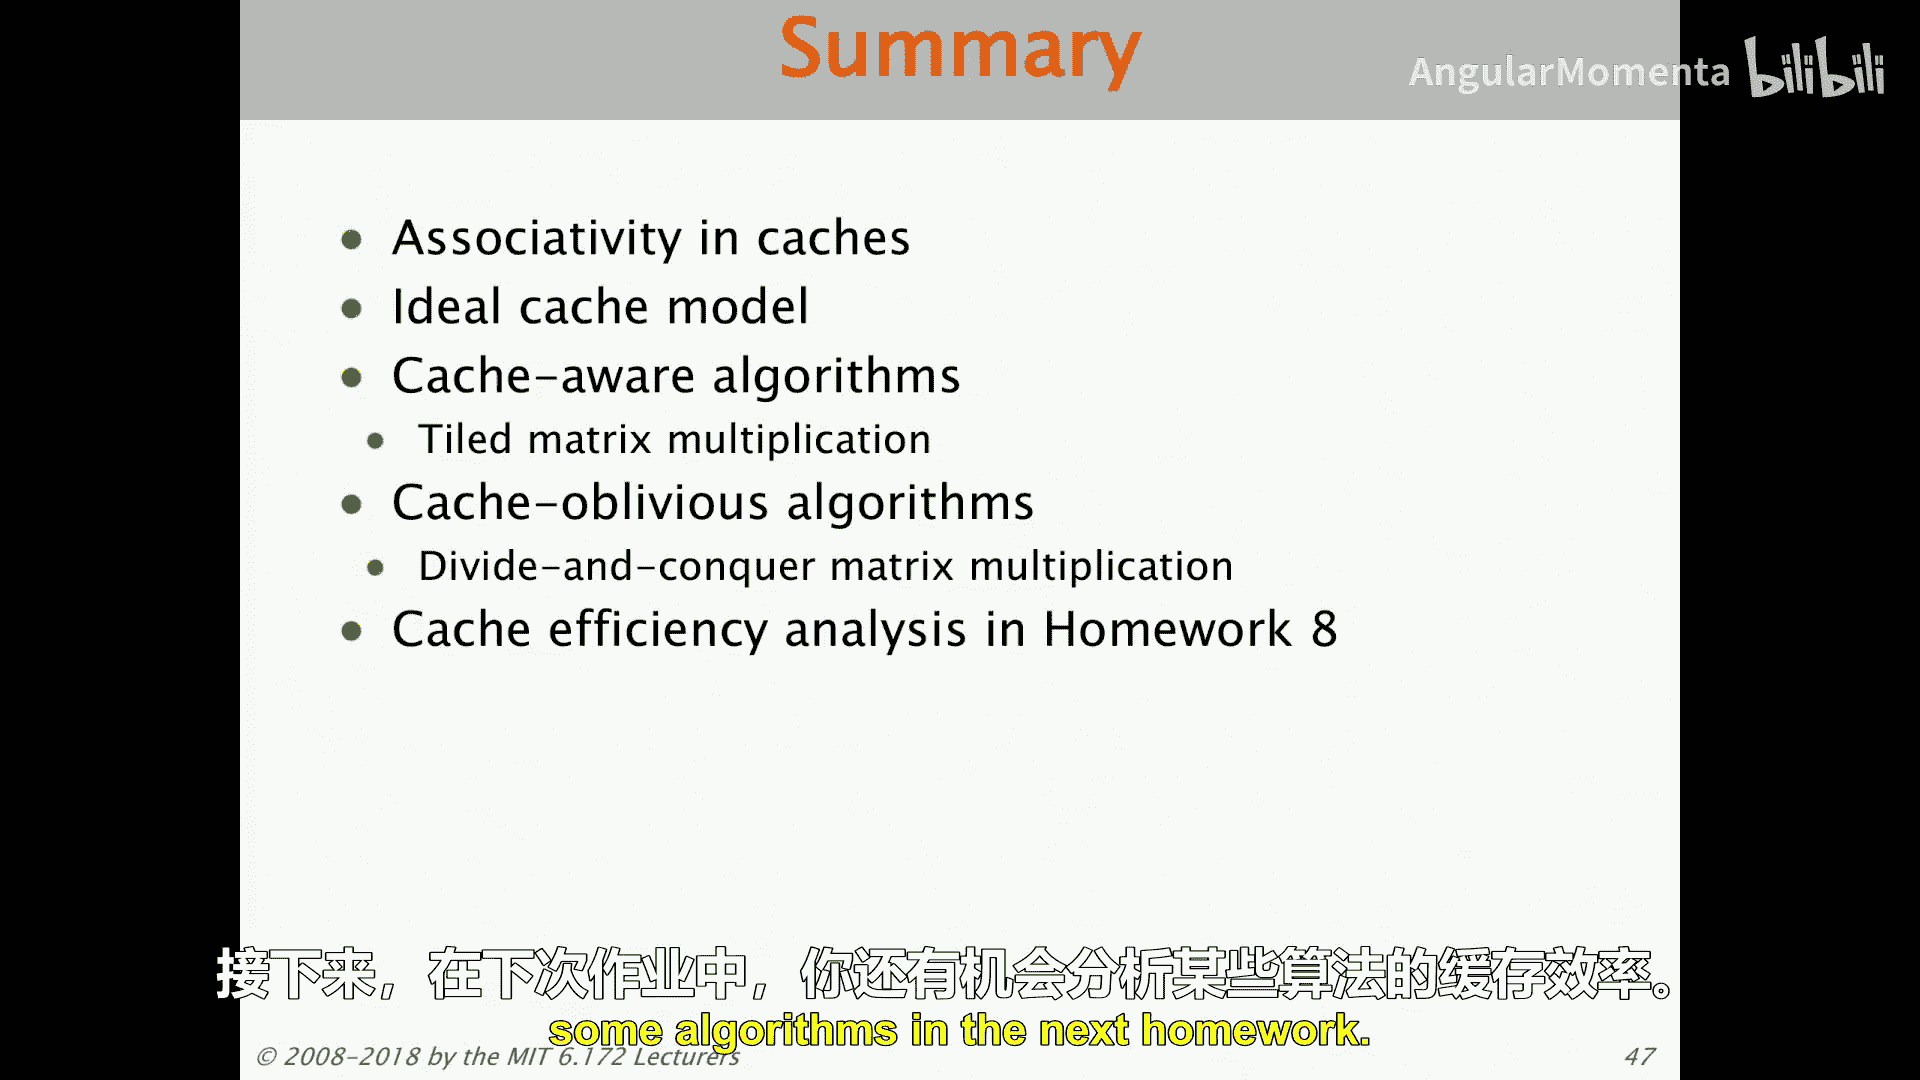 Summary
AngularMomenta bilibili
• Associativity in caches
• Ideal cache model
• Cache-aware algorithms
• Tiled matrix multiplication
• Cache-oblivious algorithms
• Divide-and-conquer matrix multiplication
• Cache efficiency analysis in Homework 8
接下来，在下次作业中，你还有机会分析某些算法的缓存效率。
some algorithms in the next homework.
© 2008-2018 by the MIT 6.172 Lecturers
47